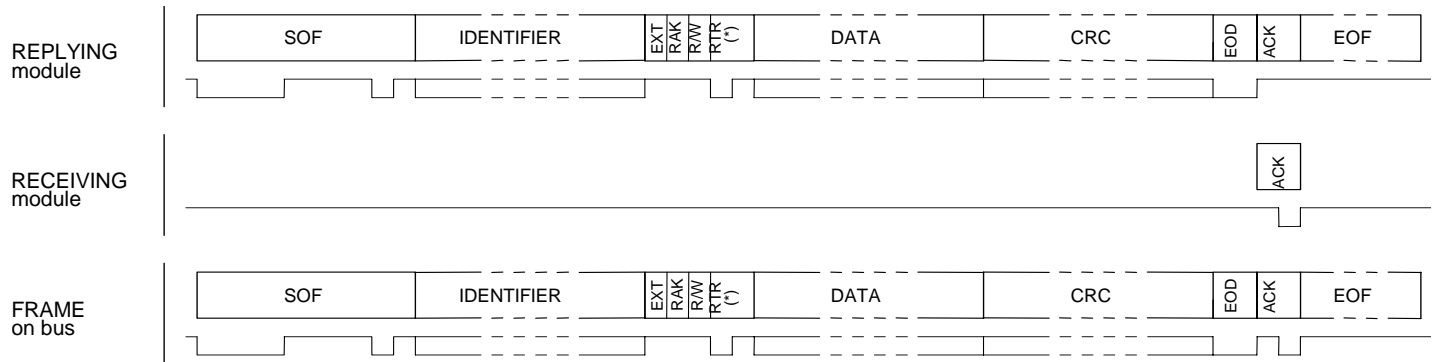 REPLYING
module
SOF IDENTIFIER EXT RAK R/W RTR (*) DATA CRC EOD ACK EOF
RECEIVING
module
ACK
FRAME
on bus
SOF IDENTIFIER EXT RAK R/W RTR (*) DATA CRC EOD ACK EOF